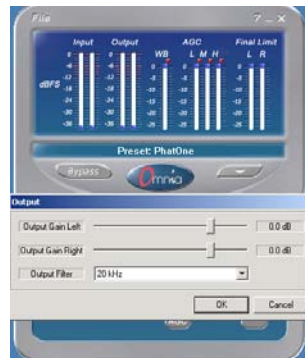 File ? _ X
Input Output AGC Final Limit
WB L M H L R
dBFS
Preset: PhatOne
Bypass Omnia
Output
Output Gain Left 0.0 dB
Output Gain Right 0.0 dB
Output Filter 20 kHz
OK Cancel